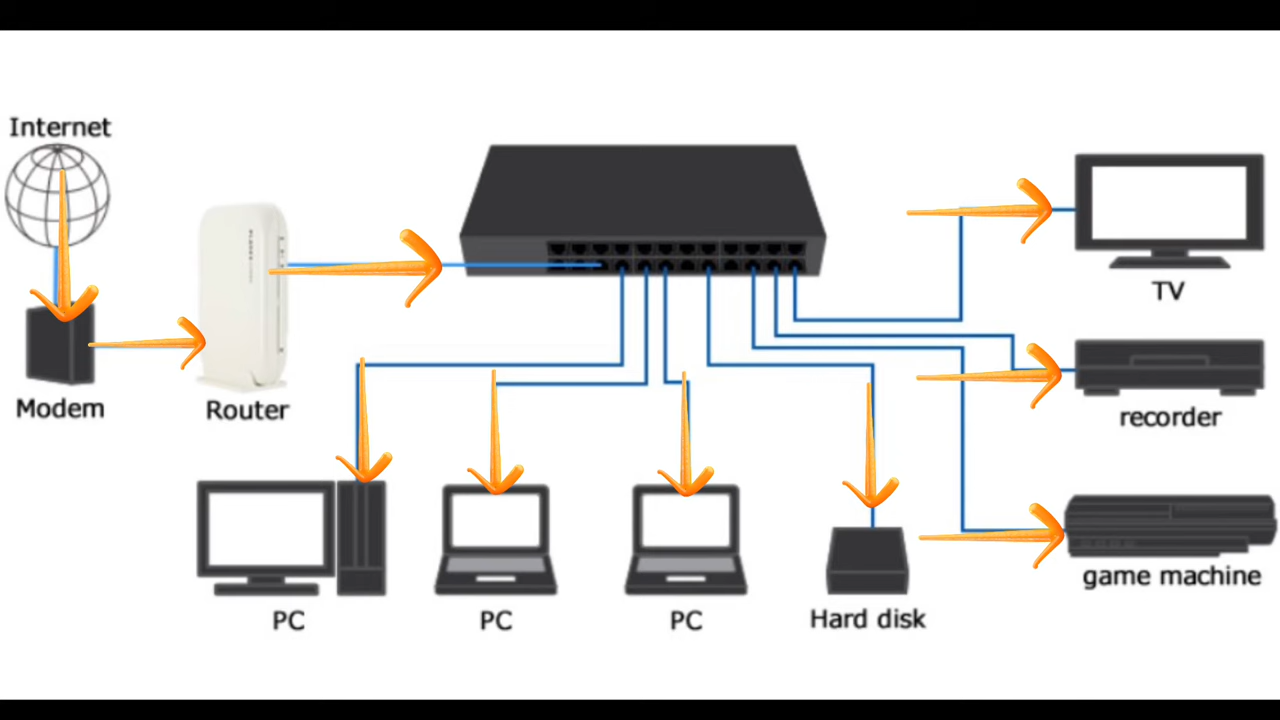 Internet
Modem
Router
TV
recorder
game machine
PC
PC
PC
Hard disk